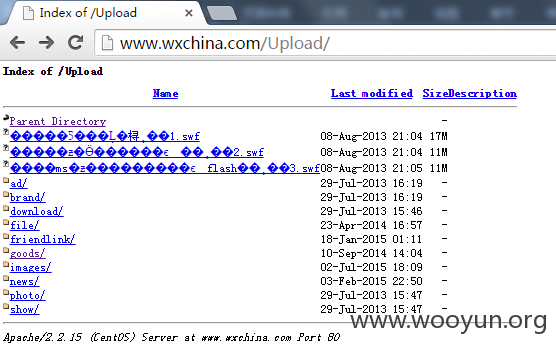 Index of /Upload
www.wxchina.com/Upload/
Index of /Upload
Name Last modified Size Description
Parent Directory -
1.swf 08-Aug-2013 21:04 17M
2.swf 08-Aug-2013 21:04 11M
flash 3.swf 08-Aug-2013 21:05 11M
ad/ 29-Jul-2013 16:19 -
brand/ 29-Jul-2013 16:19 -
download/ 29-Jul-2013 15:46 -
file/ 23-Apr-2014 16:57 -
friendlink/ 18-Jan-2015 01:11 -
goods/ 10-Sep-2014 14:04 -
images/ 02-Jul-2013 18:09 -
news/ 03-Feb-2015 22:50 -
photo/ 29-Jul-2013 15:47 -
show/ 29-Jul-2013 15:47 -
www.wooyun.org
Apache/2.2.15 (CentOS) Server at www.wxchina.com Port 80